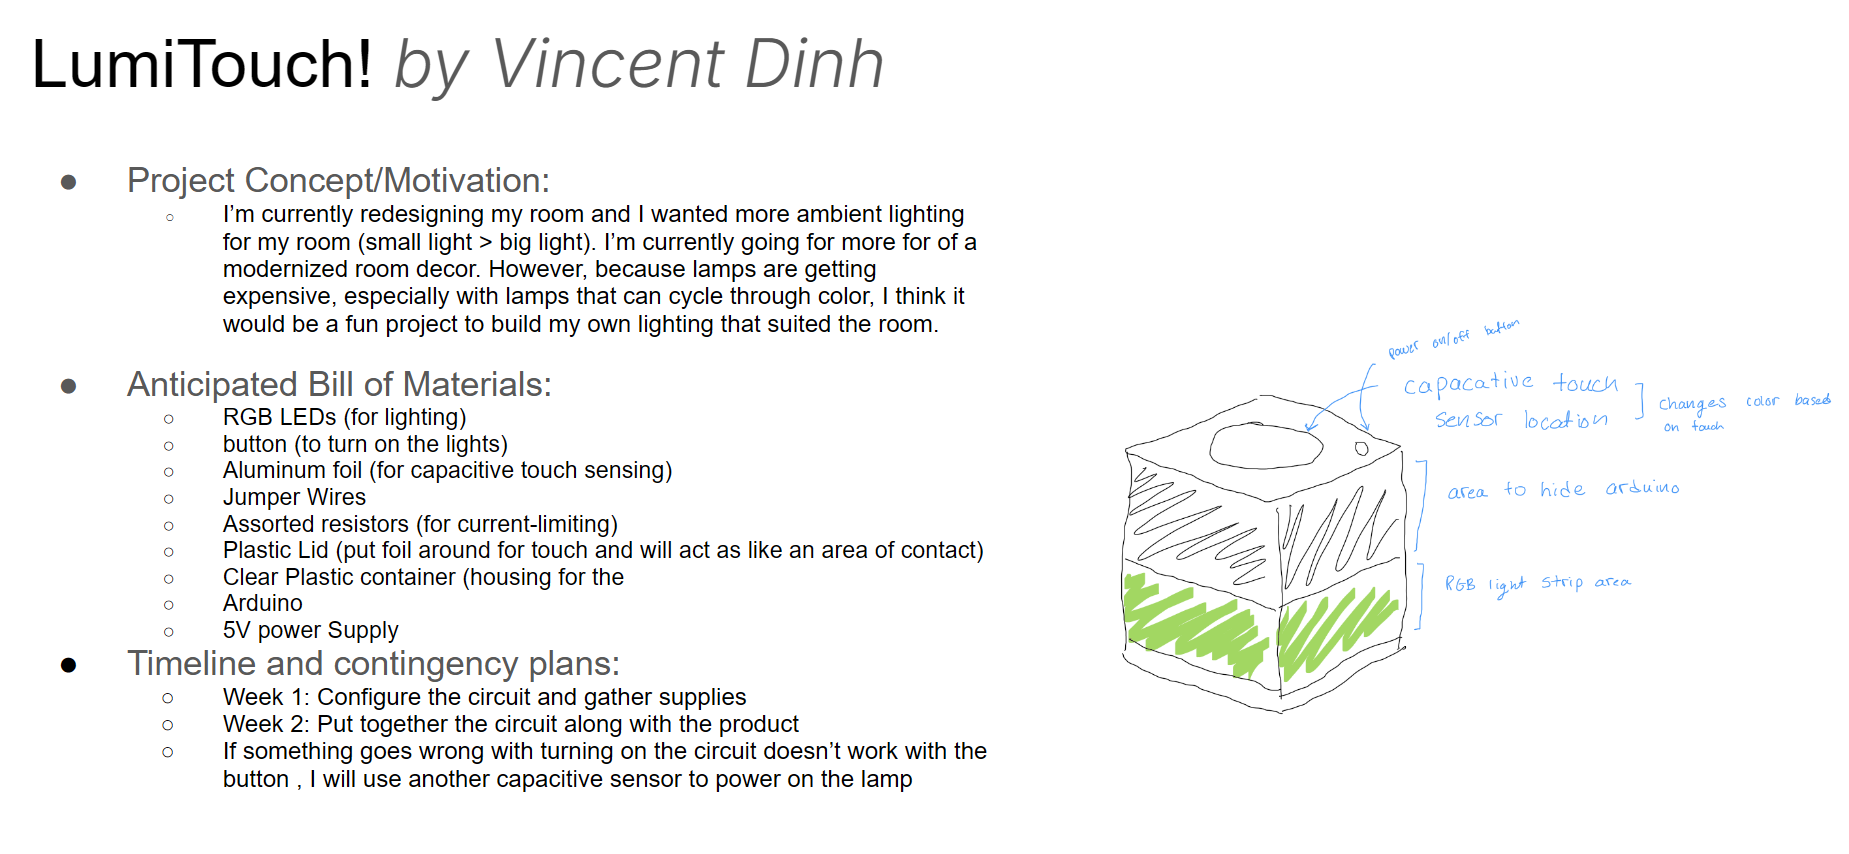 LumiTouch! by Vincent Dinh
● Project Concept/Motivation:
○ I'm currently redesigning my room and I wanted more ambient lighting
for my room (small light > big light). I'm currently going for more for of a
modernized room decor. However, because lamps are getting
expensive, especially with lamps that can cycle through color, I think it
would be a fun project to build my own lighting that suited the room.
● Anticipated Bill of Materials:
○ RGB LEDs (for lighting)
○ button (to turn on the lights)
○ Aluminum foil (for capacitive touch sensing)
○ Jumper Wires
○ Assorted resistors (for current-limiting)
○ Plastic Lid (put foil around for touch and will act as like an area of contact)
○ Clear Plastic container (housing for the
○ Arduino
○ 5V power Supply
● Timeline and contingency plans:
○ Week 1: Configure the circuit and gather supplies
○ Week 2: Put together the circuit along with the product
○ If something goes wrong with turning on the circuit doesn't work with the
button , I will use another capacitive sensor to power on the lamp
power on/off button
capacative touch
sensor location
changes color based
on touch
area to hide arduino
RGB light strip area